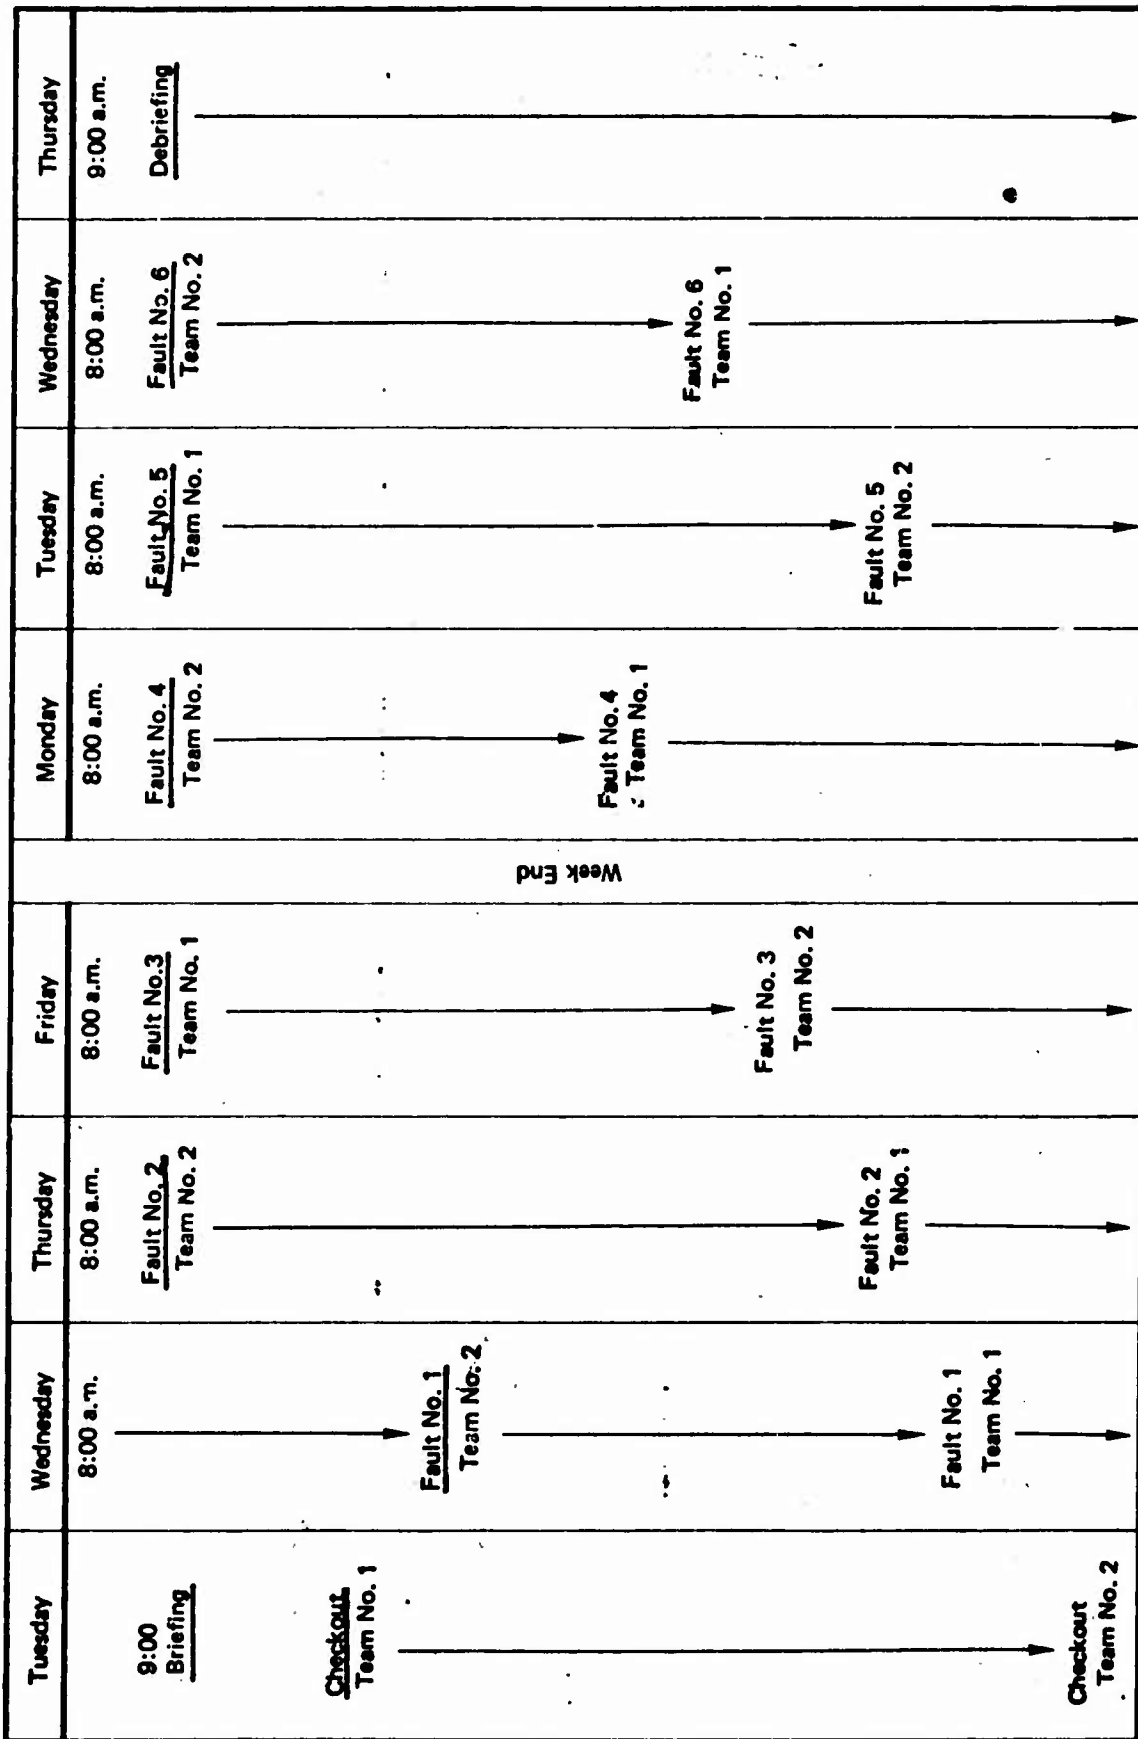 Tuesday
9:00
Briefing
Checkout
Team No. 1
Checkout
Team No. 2
Wednesday
8:00 a.m.
Fault No. 1
Team No. 2
Fault No. 1
Team No. 1
Thursday
8:00 a.m.
Fault No. 2
Team No. 2
Fault No. 2
Team No. 1
Friday
8:00 a.m.
Fault No.3
Team No. 1
Fault No. 3
Team No. 2
Week End
Monday
8:00 a.m.
Fault No. 4
Team No. 2
Fault No. 4
Team No. 1
Tuesday
8:00 a.m.
Fault No. 5
Team No. 1
Fault No. 5
Team No. 2
Wednesday
8:00 a.m.
Fault No. 6
Team No. 2
Fault No. 6
Team No. 1
Thursday
9:00 a.m.
Debriefing